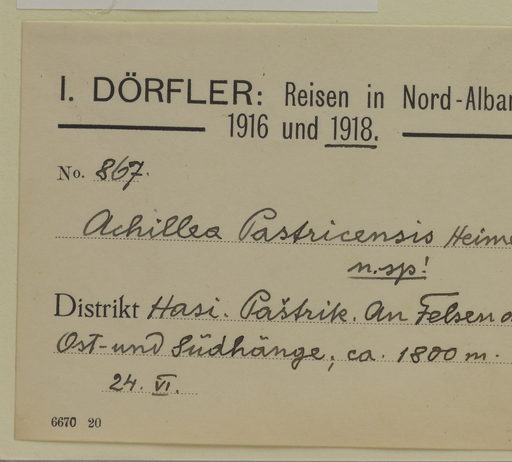 I. DÖRFLER: Reisen in Nord-Alban
1916 und 1918.
No. 867.
Achillea Pastricensis Heime
n. sp!
Distrikt Hasi. Paštrik. An Felsen d
Ost- und Südhänge, ca. 1800 m.
24. VI.
6670 20